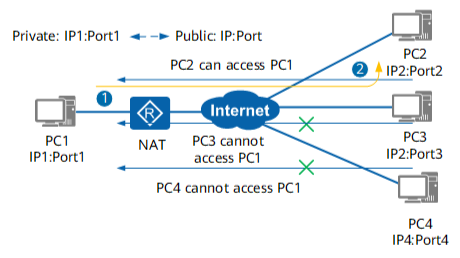 Private: IP1:Port1
Public: IP:Port
PC2 can access PC1
2
PC2
IP2:Port2
1
R
Internet
PC1
IP1:Port1
NAT
PC3 cannot
access PC1
PC3
IP2:Port3
PC4 cannot access PC1
PC4
IP4:Port4